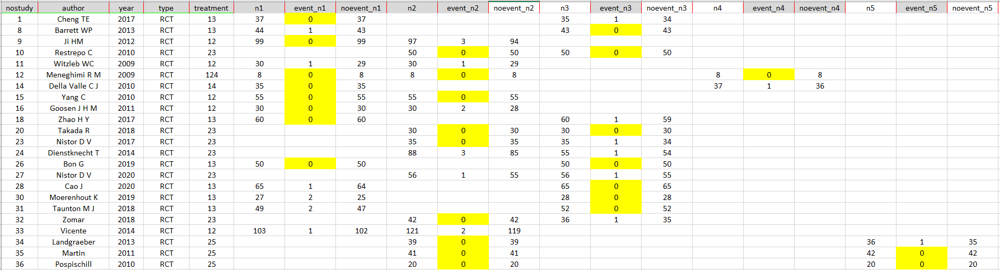 nostudy author year type treatment n1 event_n1 noevent_n1 n2 event_n2 noevent_n2 n3 event_n3 noevent_n3 n4 event_n4 noevent_n4 n5 event_n5 noevent_n5
1 Cheng TE 2017 RCT 13 37 0 37 35 1 34
8 Barrett WP 2013 RCT 13 44 1 43 43 0 43
9 Ji HM 2012 RCT 12 99 0 99 97 3 94
10 Restrepo C 2010 RCT 23 50 0 50 50 0 50
11 Witzleb WC 2009 RCT 12 30 1 29 30 1 29
12 Meneghimi R M 2009 RCT 124 8 0 8 8 0 8 8 0 8
14 Della Valle C J 2010 RCT 14 35 0 35 37 1 36
15 Yang C 2010 RCT 12 55 0 55 55 0 55
16 Goosen J H M 2011 RCT 12 30 0 30 30 2 28
18 Zhao H Y 2017 RCT 13 60 0 60 60 1 59
20 Takada R 2018 RCT 23 30 0 30 30 0 30
23 Nistor D V 2017 RCT 23 35 0 35 35 1 34
24 Dienstknecht T 2014 RCT 23 88 3 85 55 1 54
26 Bon G 2019 RCT 13 50 0 50 50 0 50
27 Nistor D V 2020 RCT 23 56 1 55 56 1 55
28 Cao J 2020 RCT 13 65 1 64 65 0 65
30 Moerenhout K 2019 RCT 13 27 2 25 28 0 28
31 Taunton M J 2018 RCT 13 49 2 47 52 0 52
32 Zomar 2018 RCT 23 42 0 42 36 1 35
33 Vicente 2014 RCT 12 103 1 102 121 2 119
34 Landgraeber 2013 RCT 25 39 0 39 36 1 35
35 Martin 2011 RCT 25 41 0 41 42 0 42
36 Pospischill 2010 RCT 25 20 0 20 20 0 20